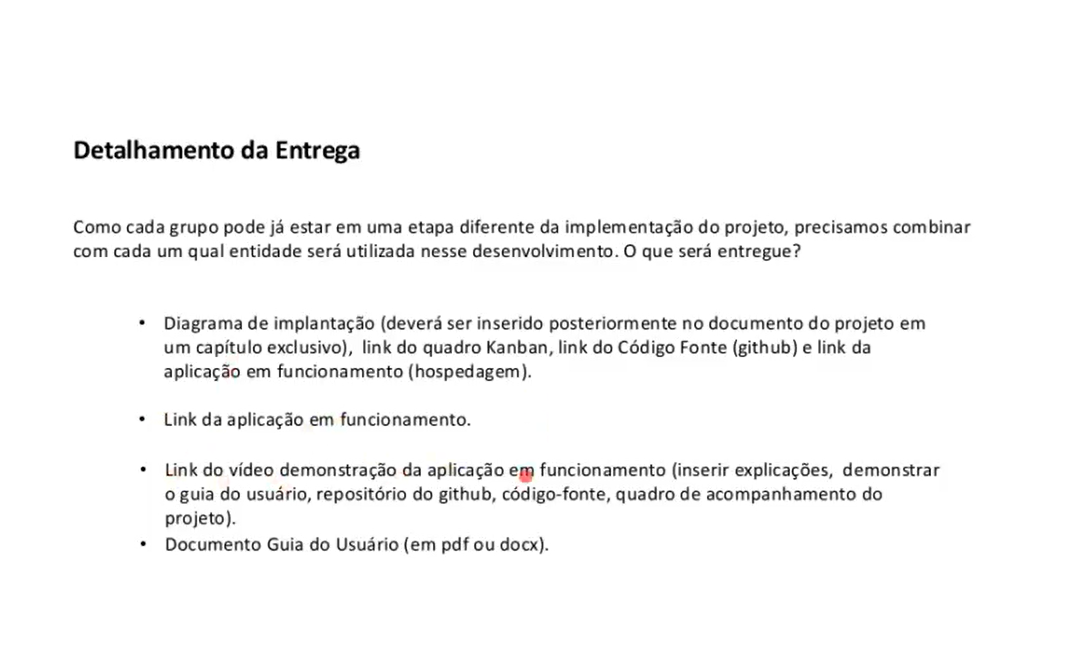 Detalhamento da Entrega
Como cada grupo pode já estar em uma etapa diferente da implementação do projeto, precisamos combinar
com cada um qual entidade será utilizada nesse desenvolvimento. O que será entregue?
• Diagrama de implantação (deverá ser inserido posteriormente no documento do projeto em
um capítulo exclusivo), link do quadro Kanban, link do Código Fonte (github) e link da
aplicação em funcionamento (hospedagem).
• Link da aplicação em funcionamento.
• Link do vídeo demonstração da aplicação em funcionamento (inserir explicações, demonstrar
o guia do usuário, repositório do github, código-fonte, quadro de acompanhamento do
projeto).
• Documento Guia do Usuário (em pdf ou docx).